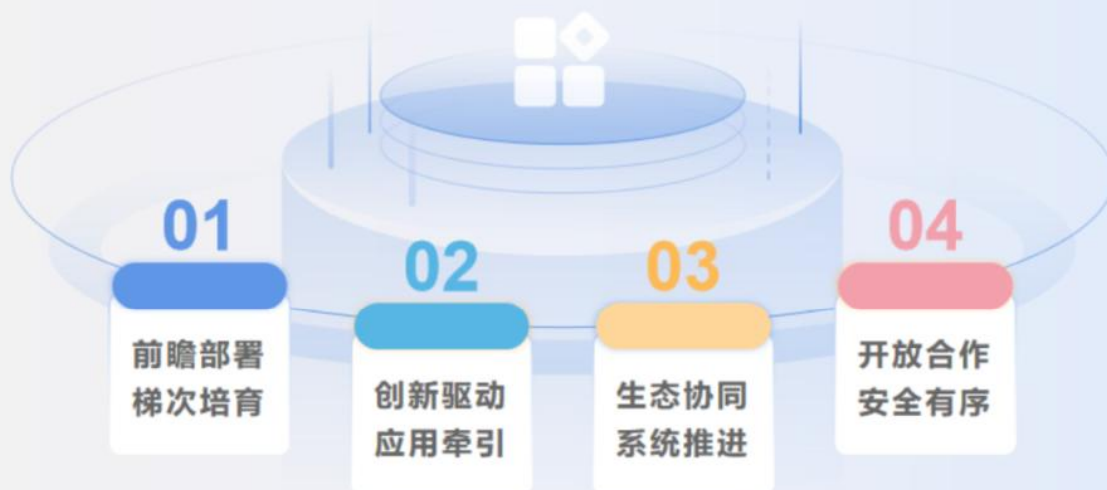 01
前瞻部署
梯次培育
02
创新驱动
应用牵引
03
生态协同
系统推进
04
开放合作
安全有序